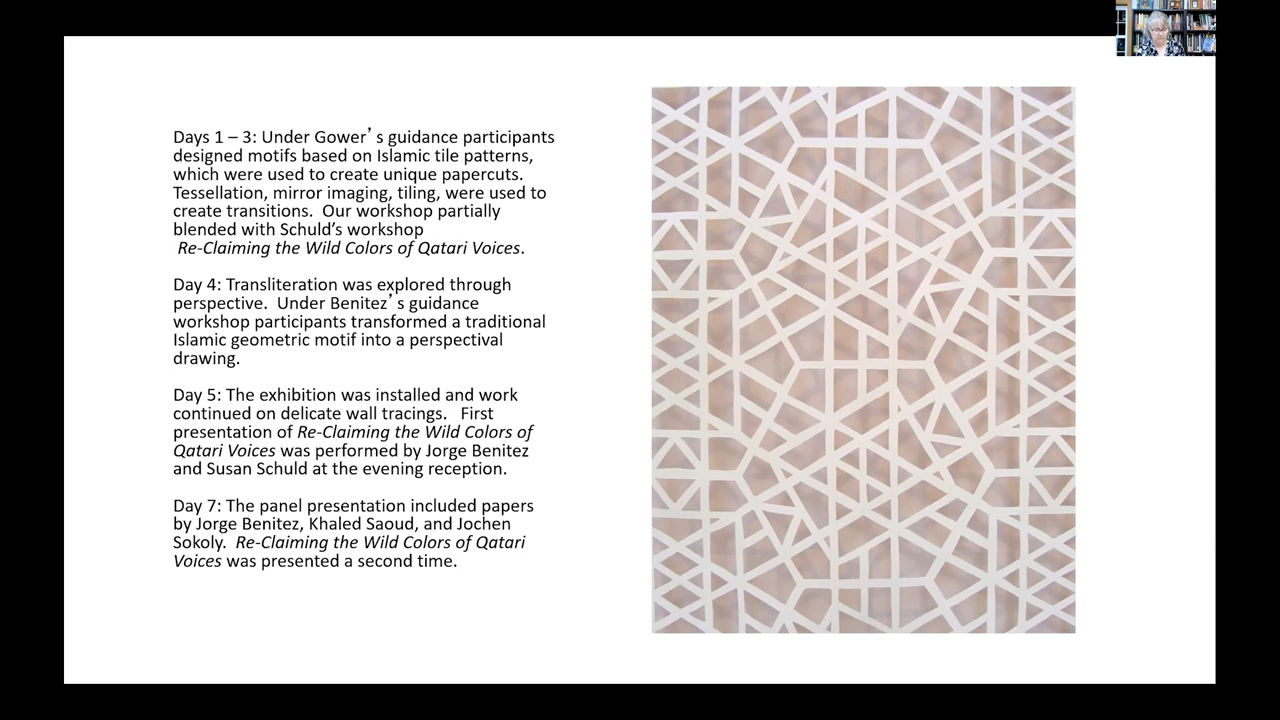 Days 1 – 3: Under Gower’ s guidance participants
designed motifs based on Islamic tile patterns,
which were used to create unique papercuts.
Tessellation, mirror imaging, tiling, were used to
create transitions.  Our workshop partially
blended with Schuld’s workshop
Re-Claiming the Wild Colors of Qatari Voices.
Day 4: Transliteration was explored through
perspective.  Under Benitez’ s guidance
workshop participants transformed a traditional
Islamic geometric motif into a perspectival
drawing.
Day 5: The exhibition was installed and work
continued on delicate wall tracings.   First
presentation of Re-Claiming the Wild Colors of
Qatari Voices was performed by Jorge Benitez
and Susan Schuld at the evening reception.
Day 7: The panel presentation included papers
by Jorge Benitez, Khaled Saoud, and Jochen
Sokoly.  Re-Claiming the Wild Colors of Qatari
Voices was presented a second time.